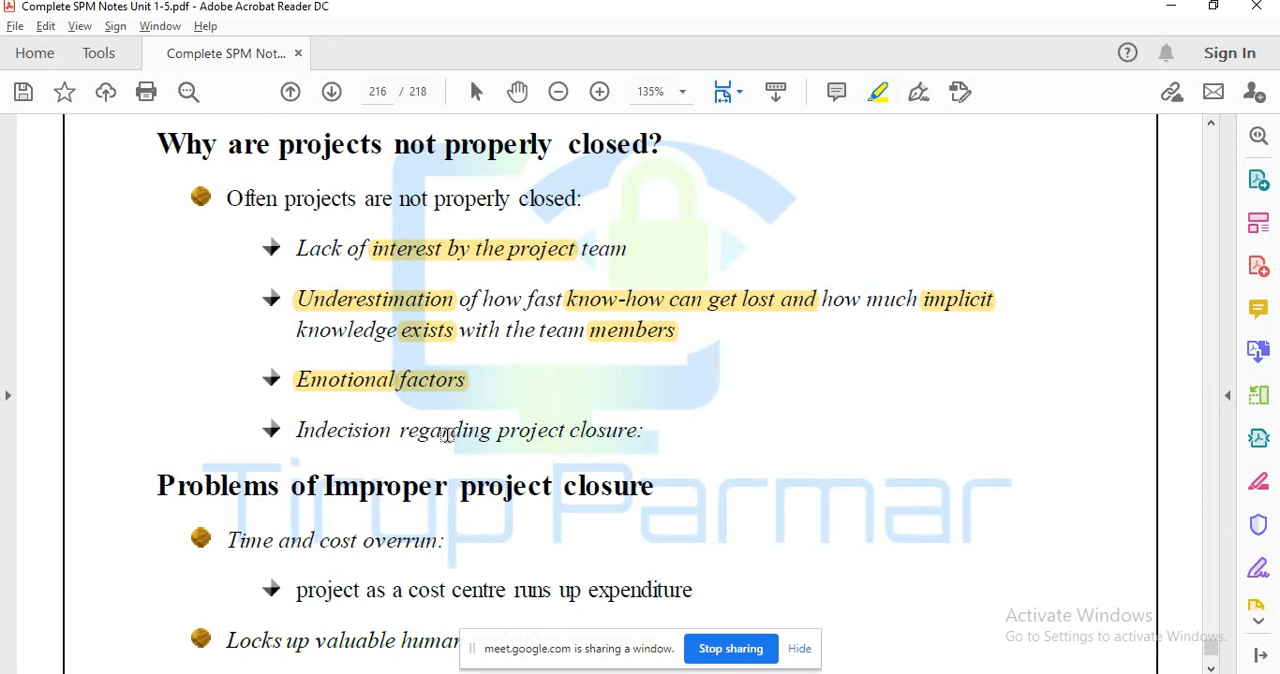 Complete SPM Notes Unit 1-5.pdf - Adobe Acrobat Reader DC
File Edit View Sign Window Help
Home Tools Complete SPM Not... × Sign In
216 / 218 135%
Why are projects not properly closed?
Often projects are not properly closed:
Lack of interest by the project team
Underestimation of how fast know-how can get lost and how much implicit
knowledge exists with the team members
Emotional factors
Indecision regarding project closure:
Problems of Improper project closure
Time and cost overrun:
project as a cost centre runs up expenditure
Locks up valuable human
Tirup Parmar
meet.google.com is sharing a window. Stop sharing Hide
Activate Windows
Go to Settings to activate Windows.